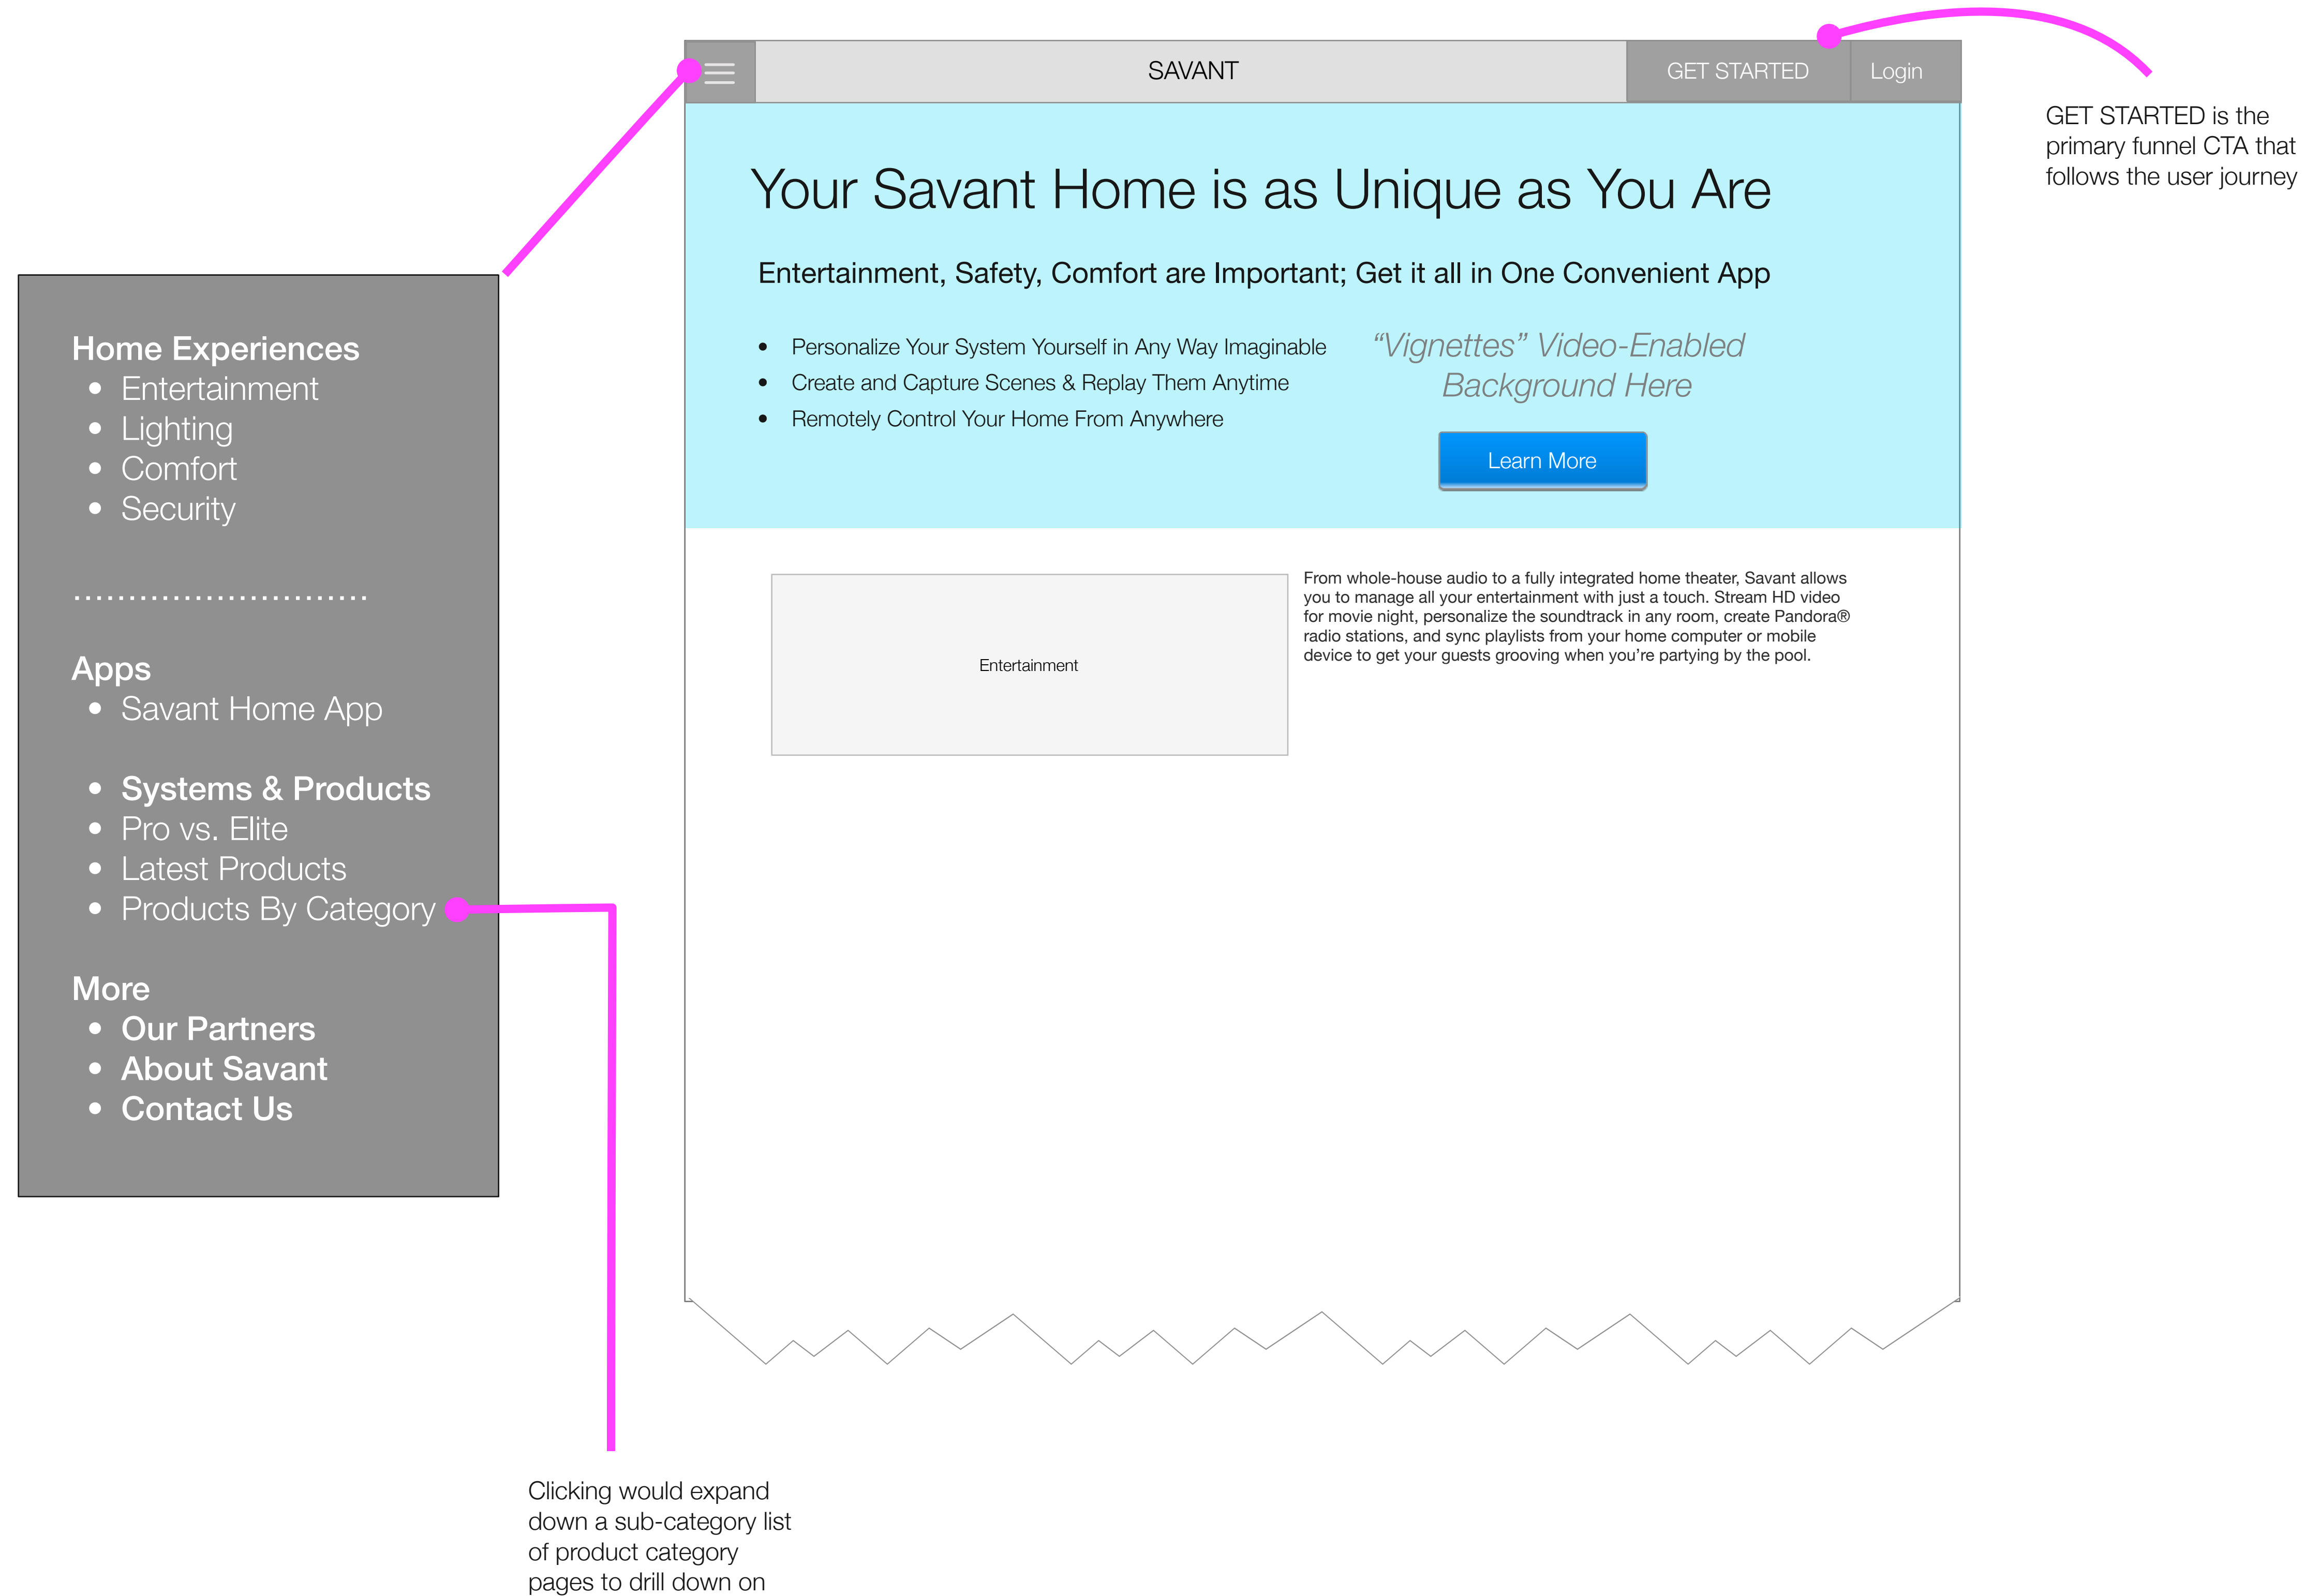 SAVANT
GET STARTED
Login
GET STARTED is the
primary funnel CTA that
follows the user journey
Your Savant Home is as Unique as You Are
Entertainment, Safety, Comfort are Important; Get it all in One Convenient App
• Personalize Your System Yourself in Any Way Imaginable
• Create and Capture Scenes & Replay Them Anytime
• Remotely Control Your Home From Anywhere
“Vignettes” Video-Enabled
Background Here
Learn More
Home Experiences
• Entertainment
• Lighting
• Comfort
• Security
...........................
Apps
• Savant Home App
• Systems & Products
• Pro vs. Elite
• Latest Products
• Products By Category
More
• Our Partners
• About Savant
• Contact Us
Entertainment
From whole-house audio to a fully integrated home theater, Savant allows
you to manage all your entertainment with just a touch. Stream HD video
for movie night, personalize the soundtrack in any room, create Pandora®
radio stations, and sync playlists from your home computer or mobile
device to get your guests grooving when you’re partying by the pool.
Clicking would expand
down a sub-category list
of product category
pages to drill down on